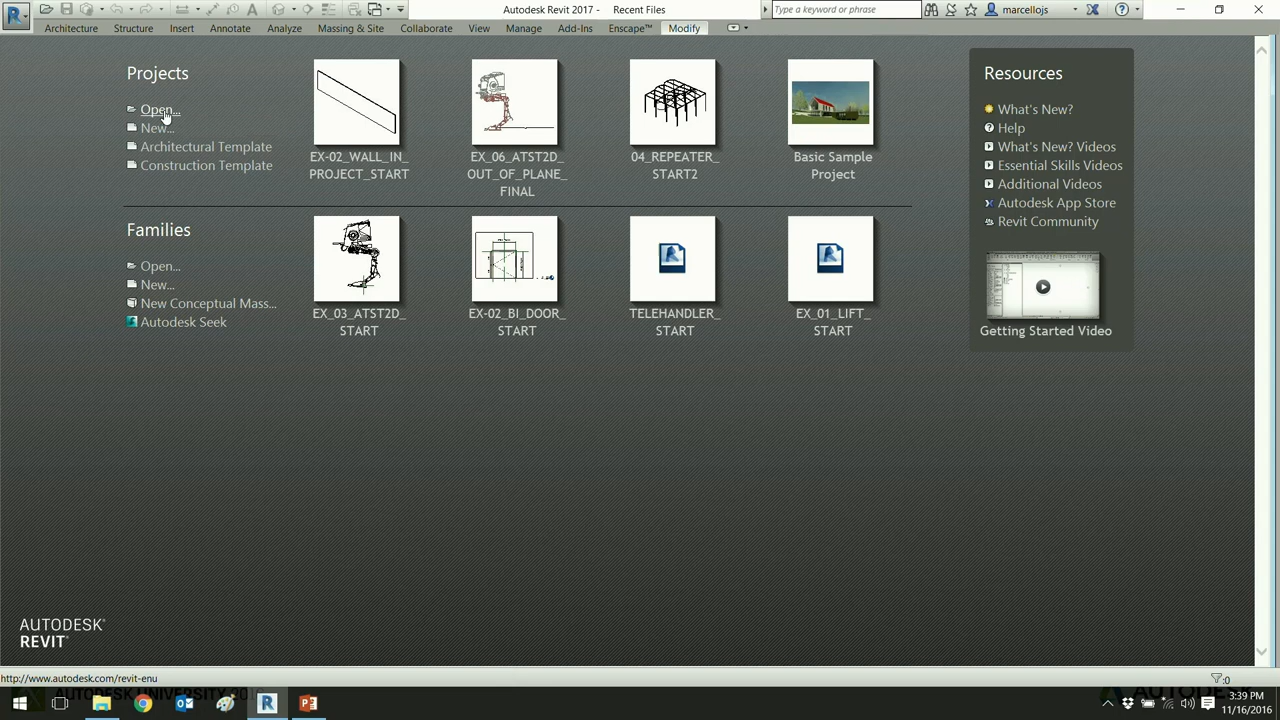 Autodesk Revit 2017 - Recent Files
Type a keyword or phrase
marcellojs
Architecture Structure Insert Annotate Analyze Massing & Site Collaborate View Manage Add-Ins Enscape™ Modify
Projects
Open...
New...
Architectural Template
Construction Template
EX-02_WALL_IN_
PROJECT_START
EX_06_ATST2D_
OUT_OF_PLANE_
FINAL
04_REPEATER_
START2
Basic Sample
Project
Families
Open...
New...
New Conceptual Mass...
Autodesk Seek
EX_03_ATST2D_
START
EX-02_BI_DOOR_
START
TELEHANDLER_
START
EX_01_LIFT_
START
Resources
What's New?
Help
What's New? Videos
Essential Skills Videos
Additional Videos
Autodesk App Store
Revit Community
Getting Started Video
AUTODESK®
REVIT®
http://www.autodesk.com/revit-enu
:0
3:39 PM
11/16/2016